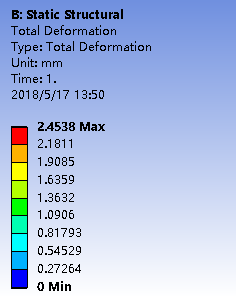 B: Static Structural
Total Deformation
Type: Total Deformation
Unit: mm
Time: 1.
2018/5/17 13:50
2.4538 Max
2.1811
1.9085
1.6359
1.3632
1.0906
0.81793
0.54529
0.27264
0 Min